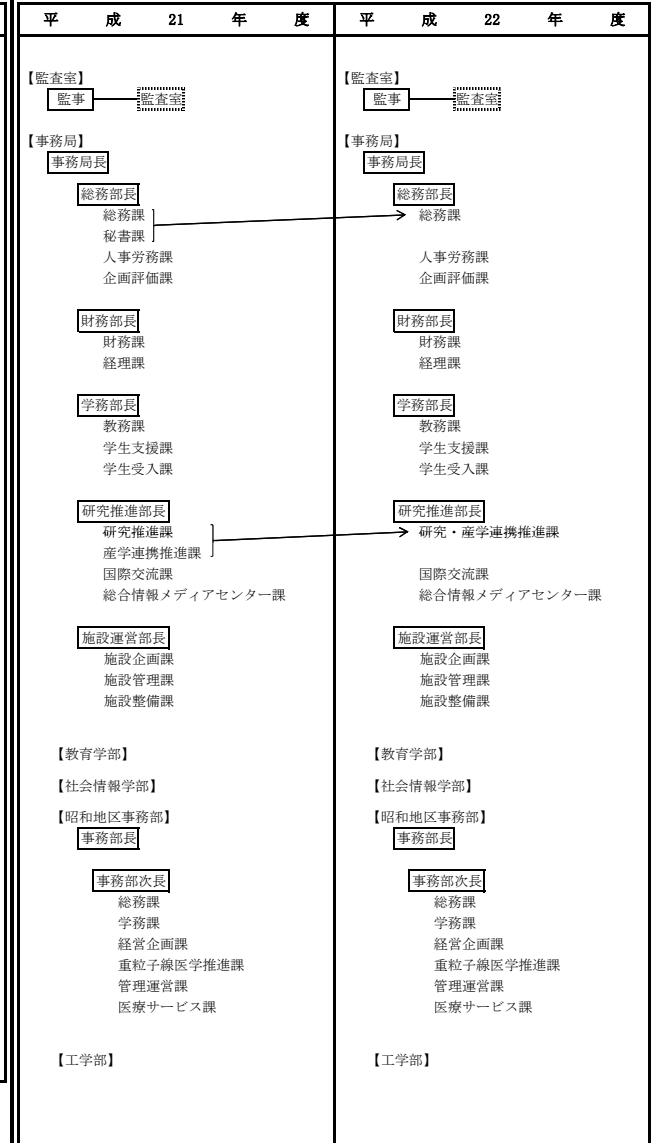 平成21年度
【監査室】
監事 監査室
【事務局】
事務局長
総務部長
総務課
秘書課
人事労務課
企画評価課
財務部長
財務課
経理課
学務部長
教務課
学生支援課
学生受入課
研究推進部長
研究推進課
産学連携推進課
国際交流課
総合情報メディアセンター課
施設運営部長
施設企画課
施設管理課
施設整備課
【教育学部】
【社会情報学部】
【昭和地区事務部】
事務部長
事務部次長
総務課
学務課
経営企画課
重粒子線医学推進課
管理運営課
医療サービス課
【工学部】
平成22年度
【監査室】
監事 監査室
【事務局】
事務局長
総務部長
総務課
人事労務課
企画評価課
財務部長
財務課
経理課
学務部長
教務課
学生支援課
学生受入課
研究推進部長
研究・産学連携推進課
国際交流課
総合情報メディアセンター課
施設運営部長
施設企画課
施設管理課
施設整備課
【教育学部】
【社会情報学部】
【昭和地区事務部】
事務部長
事務部次長
総務課
学務課
経営企画課
重粒子線医学推進課
管理運営課
医療サービス課
【工学部】